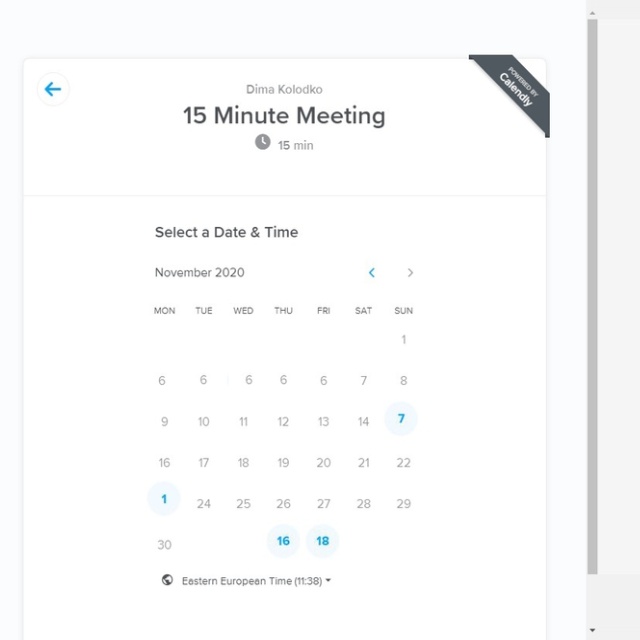 Dima Kolodko
POWERED BY
Calendly
15 Minute Meeting
15 min
Select a Date & Time
November 2020
MON TUE WED THU FRI SAT SUN
1
6 6 6 6 6 7 8
9 10 11 12 13 14 7
16 17 18 19 20 21 22
1 24 25 26 27 28 29
30 16 18
Eastern European Time (11:38)